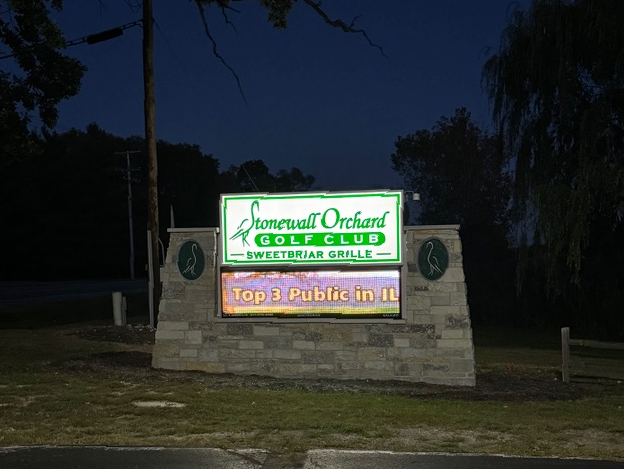 Stonewall Orchard
GOLF CLUB
SWEETBRIAR GRILLE
Top 3 Public in IL